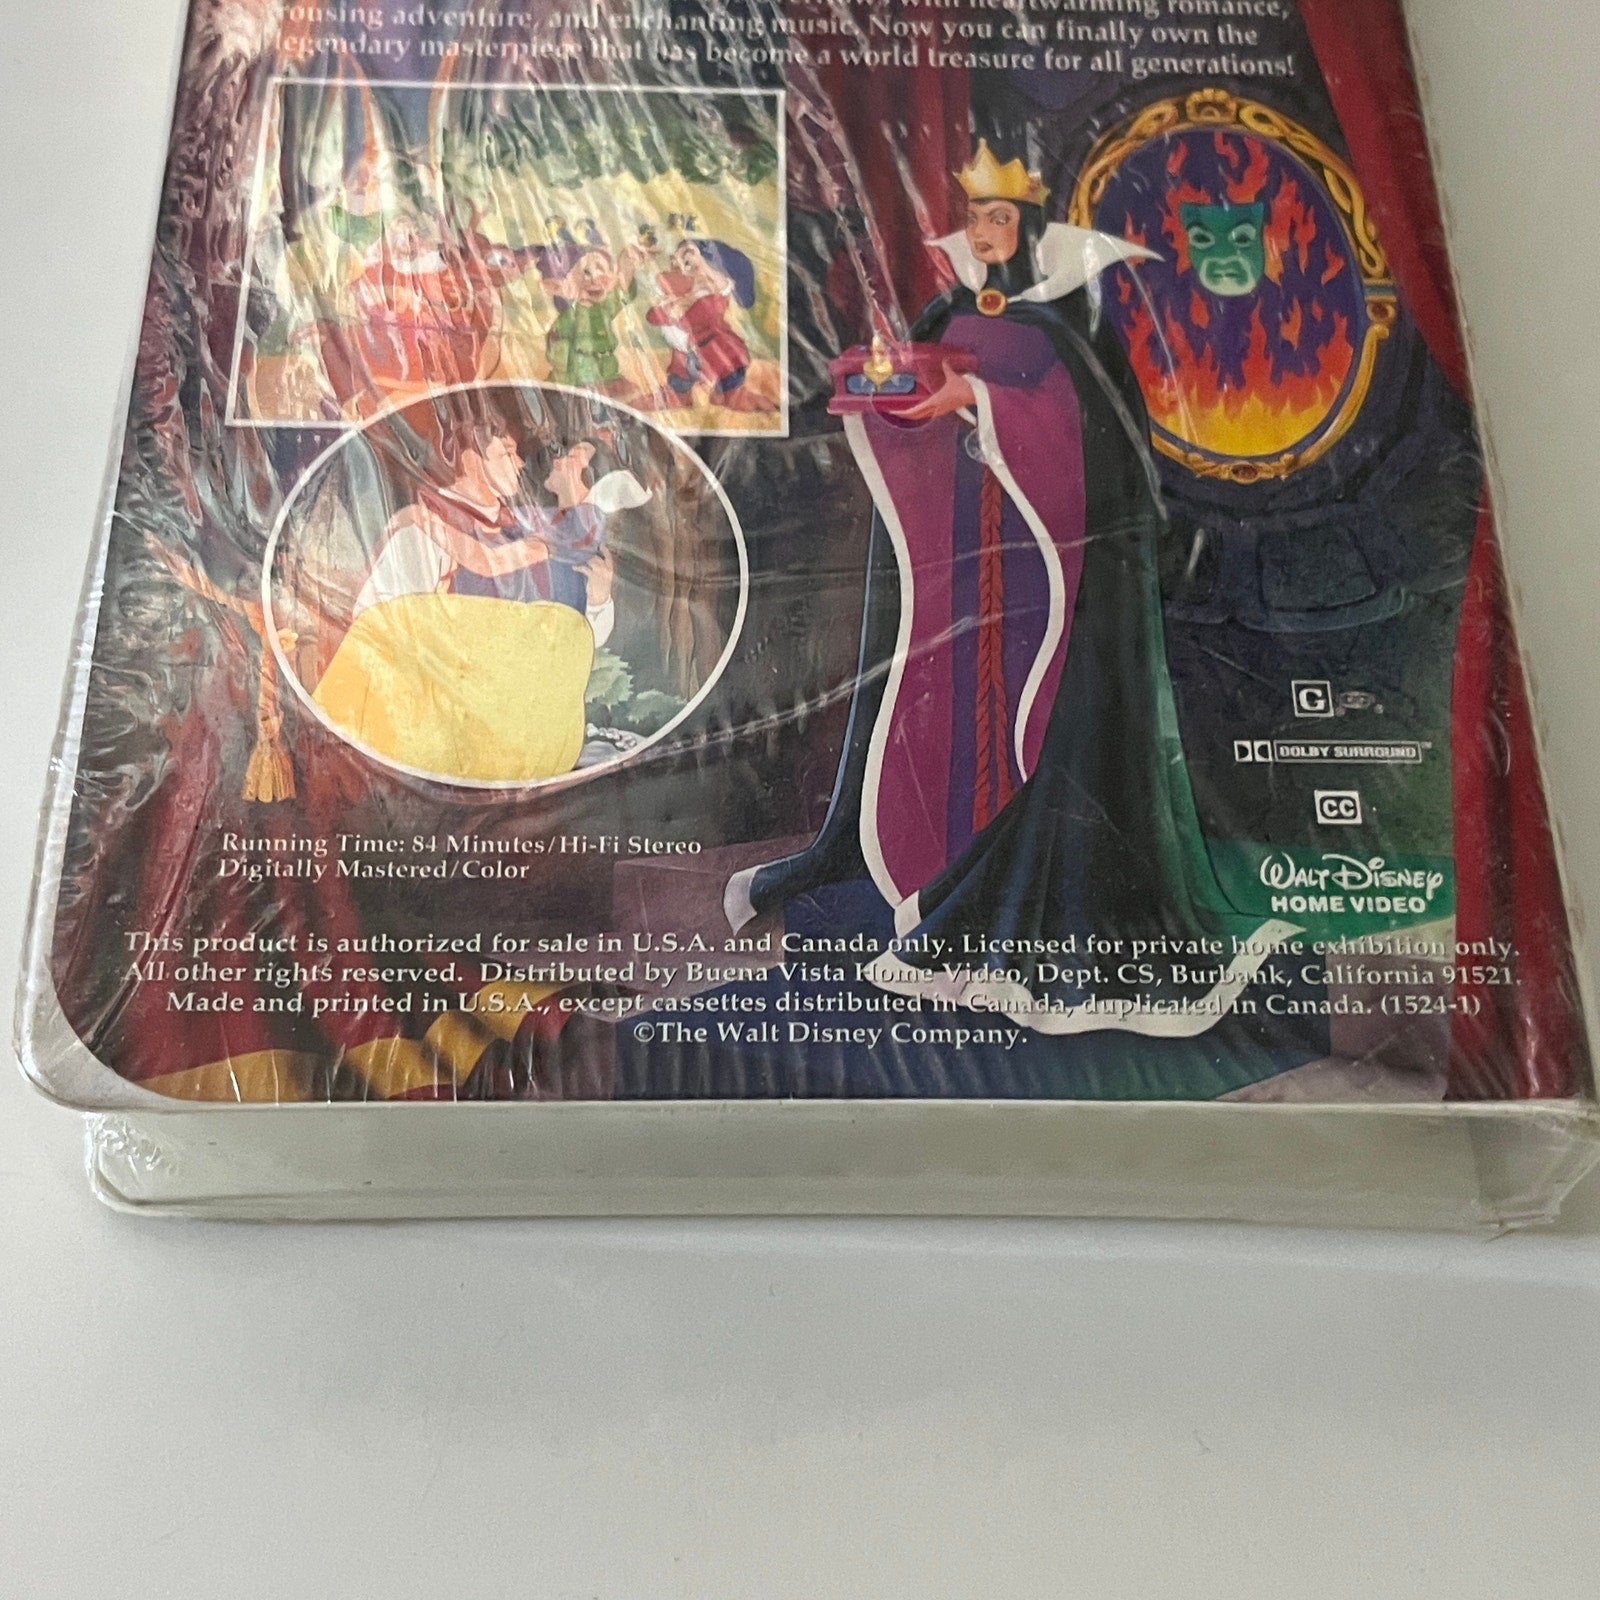 with heartwarming romance,
rousing adventure, and enchanting music. Now you can finally own the
legendary masterpiece that has become a world treasure for all generations!
G
DOLBY SURROUND™
CC
Running Time: 84 Minutes/Hi-Fi Stereo
Digitally Mastered/Color
WALT DISNEY
HOME VIDEO
This product is authorized for sale in U.S.A. and Canada only. Licensed for private home exhibition only.
All other rights reserved. Distributed by Buena Vista Home Video, Dept. CS, Burbank, California 91521.
Made and printed in U.S.A., except cassettes distributed in Canada, duplicated in Canada. (1524-1)
©The Walt Disney Company.